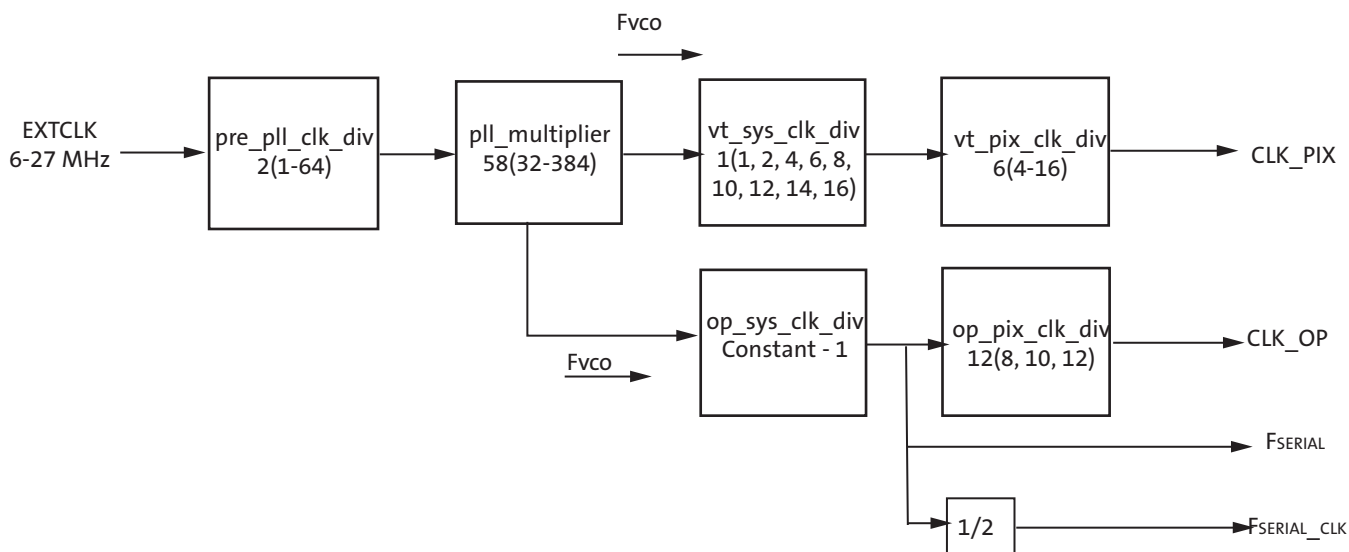 Fvco
EXTCLK
6-27 MHz
pre_pll_clk_div
2(1-64)
pll_multiplier
58(32-384)
vt_sys_clk_div
1(1, 2, 4, 6, 8,
10, 12, 14, 16)
vt_pix_clk_div
6(4-16)
CLK_PIX
Fvco
op_sys_clk_div
Constant - 1
op_pix_clk_div
12(8, 10, 12)
CLK_OP
FSERIAL
1/2
FSERIAL_CLK